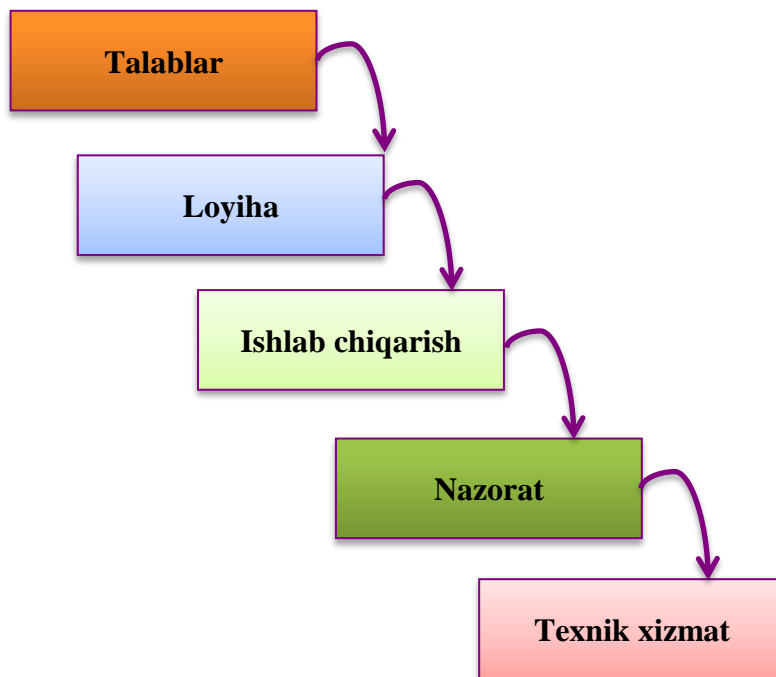 Talablar
Loyiha
Ishlab chiqarish
Nazorat
Texnik xizmat